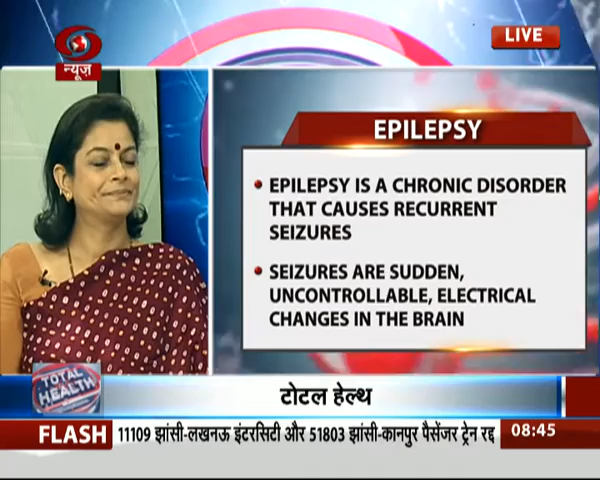 LIVE
न्यूज़
EPILEPSY
• EPILEPSY IS A CHRONIC DISORDER
THAT CAUSES RECURRENT
SEIZURES
• SEIZURES ARE SUDDEN,
UNCONTROLLABLE, ELECTRICAL
CHANGES IN THE BRAIN
TOTAL
HEALTH
टोटल हेल्थ
FLASH
11109 झांसी-लखनऊ इंटरसिटी और 51803 झांसी-कानपुर पैसेंजर ट्रेन रद्द
08:45